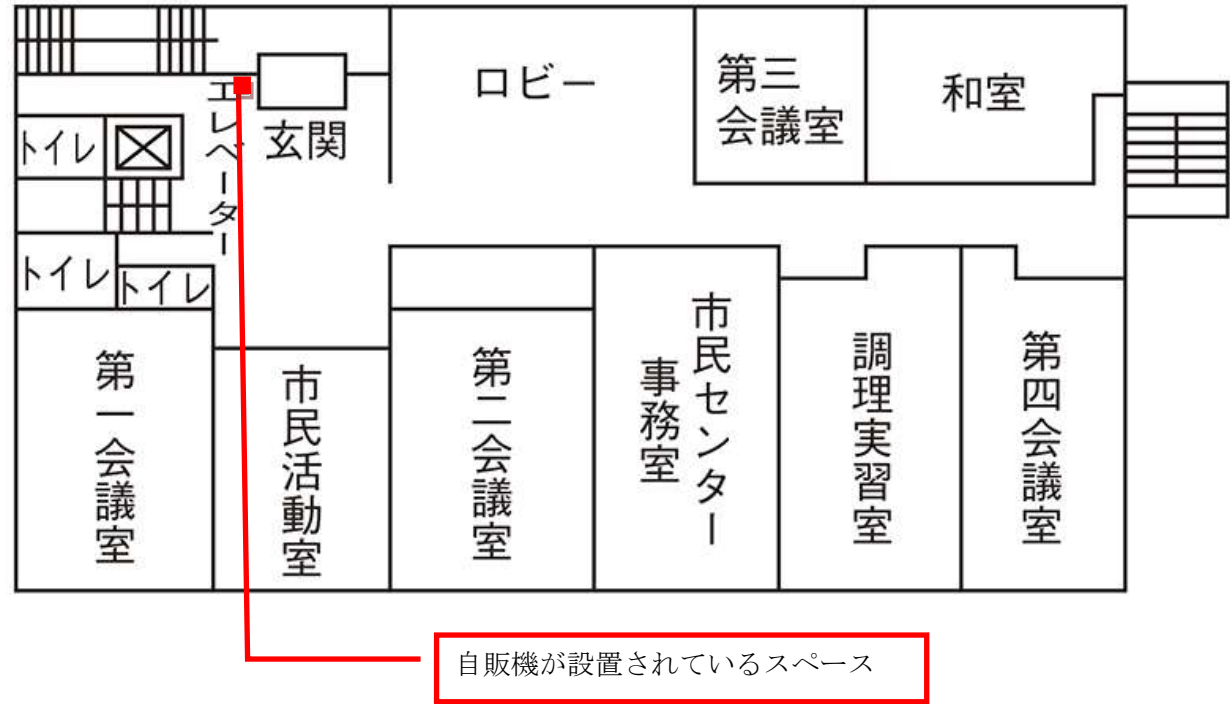 ロビー
第三
会議室
和室
トイレ
エレベーター
玄関
トイレ
トイレ
第一会議室
市民活動室
第二会議室
市民センター
事務室
調理実習室
第四会議室
自販機が設置されているスペース